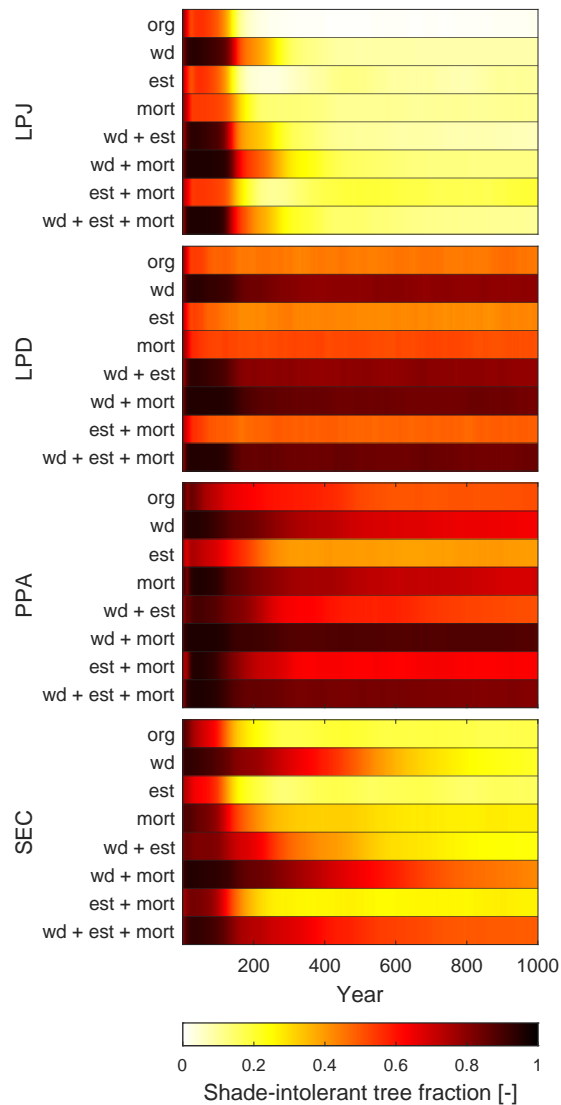 LPJ
org
wd
est
mort
wd + est
wd + mort
est + mort
wd + est + mort
LPD
org
wd
est
mort
wd + est
wd + mort
est + mort
wd + est + mort
PPA
org
wd
est
mort
wd + est
wd + mort
est + mort
wd + est + mort
SEC
org
wd
est
mort
wd + est
wd + mort
est + mort
wd + est + mort
200 400 600 800 1000
Year
0 0.2 0.4 0.6 0.8 1
Shade-intolerant tree fraction [-]